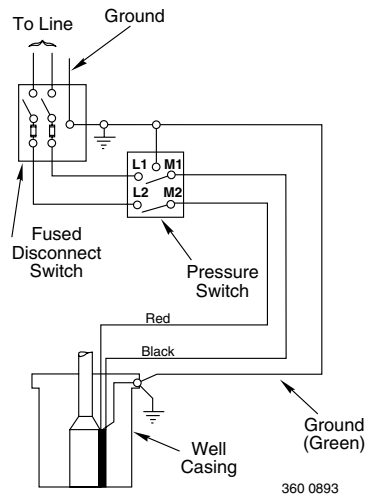 Ground
To Line
L1 M1
L2 M2
Fused
Disconnect
Switch
Pressure
Switch
Red
Black
Ground
(Green)
Well
Casing
360 0893